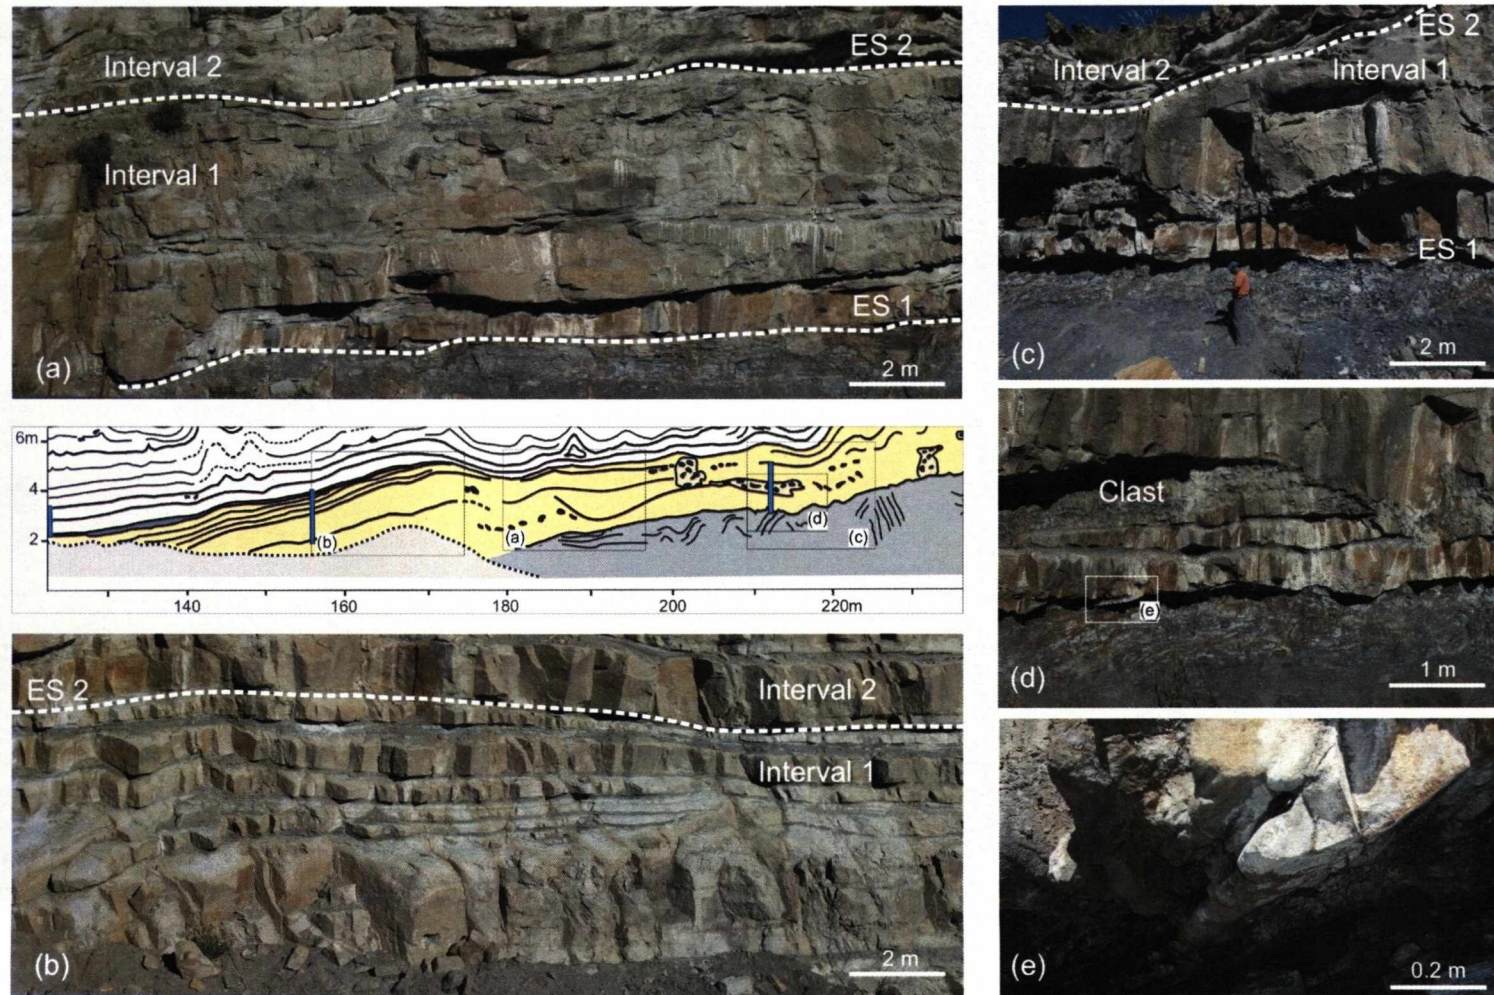 Interval 2
ES 2
Interval 1
ES 1
(a)
2 m
6m
4
2
(b)
(a)
(d)
(c)
140
160
180
200
220m
ES 2
Interval 2
Interval 1
(b)
2 m
ES 2
Interval 2
Interval 1
ES 1
(c)
2 m
Clast
(e)
(d)
1 m
(e)
0.2 m